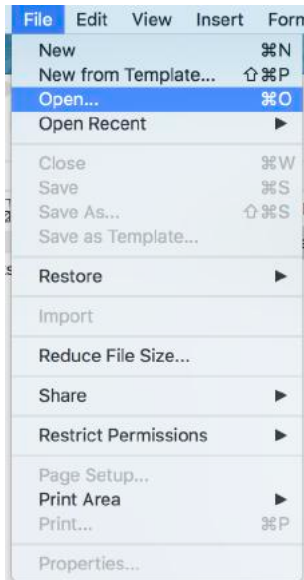 File Edit View Insert
New ⌘N
New from Template... ⇧⌘P
Open... ⌘O
Open Recent ▶
Close ⌘W
Save ⌘S
Save As... ⇧⌘S
Save as Template...
Restore ▶
Import
Reduce File Size...
Share ▶
Restrict Permissions ▶
Page Setup...
Print Area ▶
Print... ⌘P
Properties...